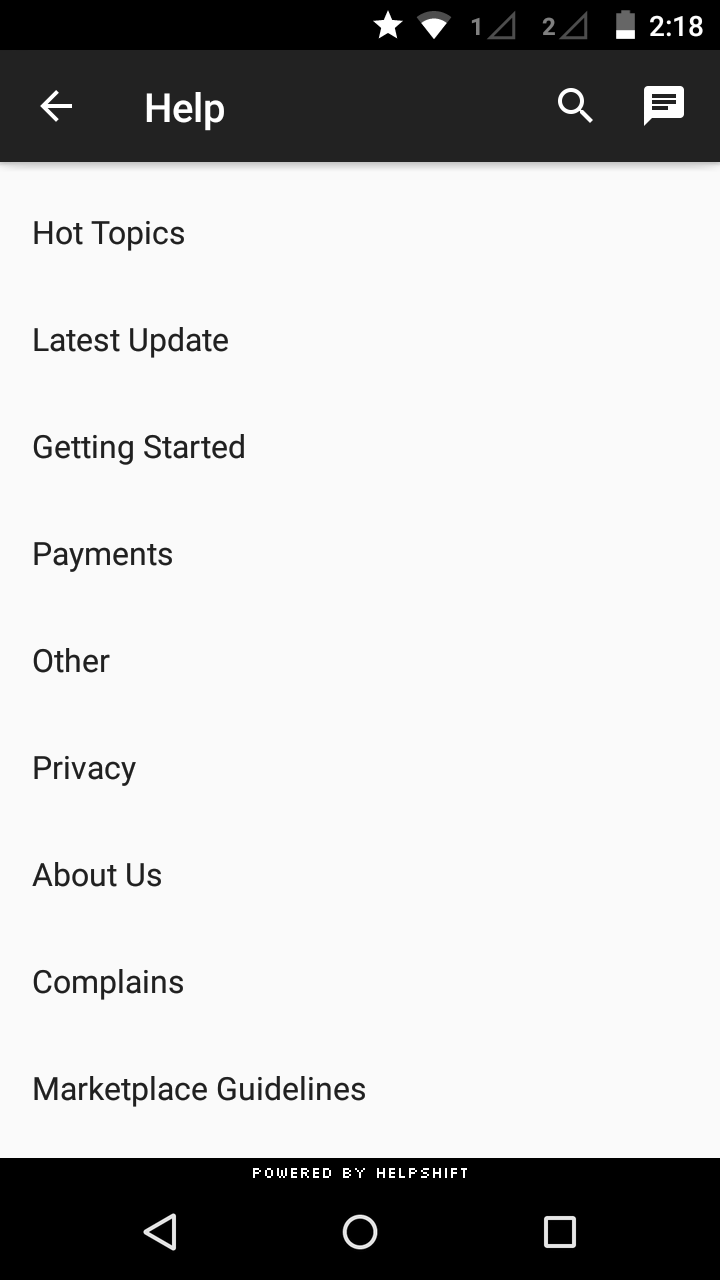 1 2 2:18
Help
Hot Topics
Latest Update
Getting Started
Payments
Other
Privacy
About Us
Complains
Marketplace Guidelines
POWERED BY HELPSHIFT